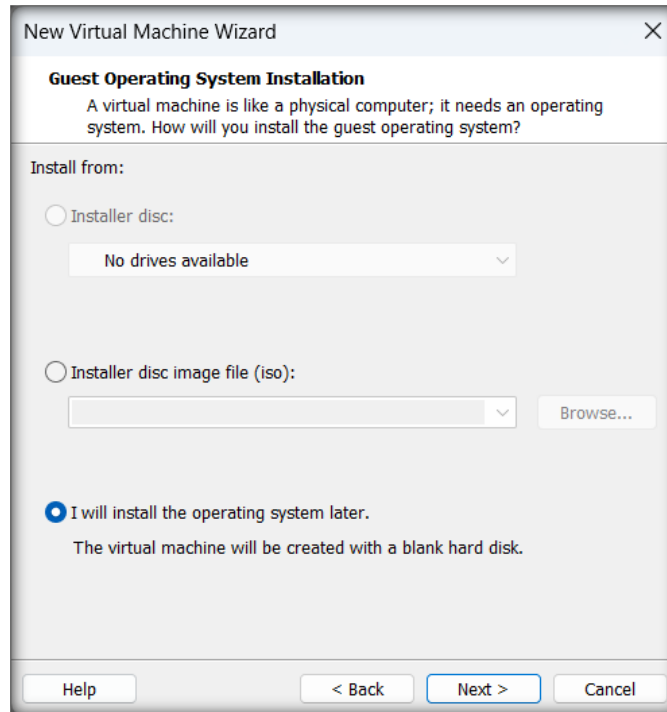 New Virtual Machine Wizard
Guest Operating System Installation
A virtual machine is like a physical computer; it needs an operating
system. How will you install the guest operating system?
Install from:
Installer disc:
No drives available
Installer disc image file (iso):
Browse...
I will install the operating system later.
The virtual machine will be created with a blank hard disk.
Help
< Back
Next >
Cancel